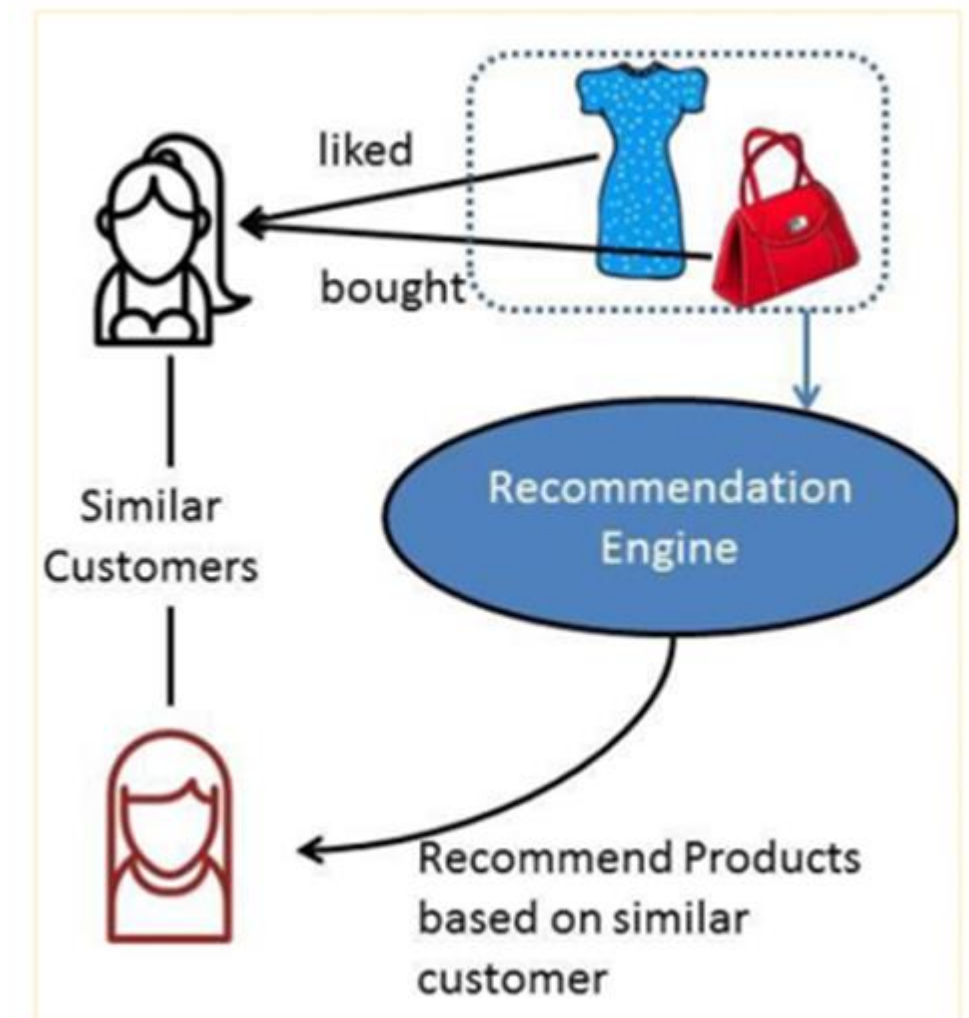 liked
bought
Similar
Customers
Recommendation
Engine
Recommend Products
based on similar
customer